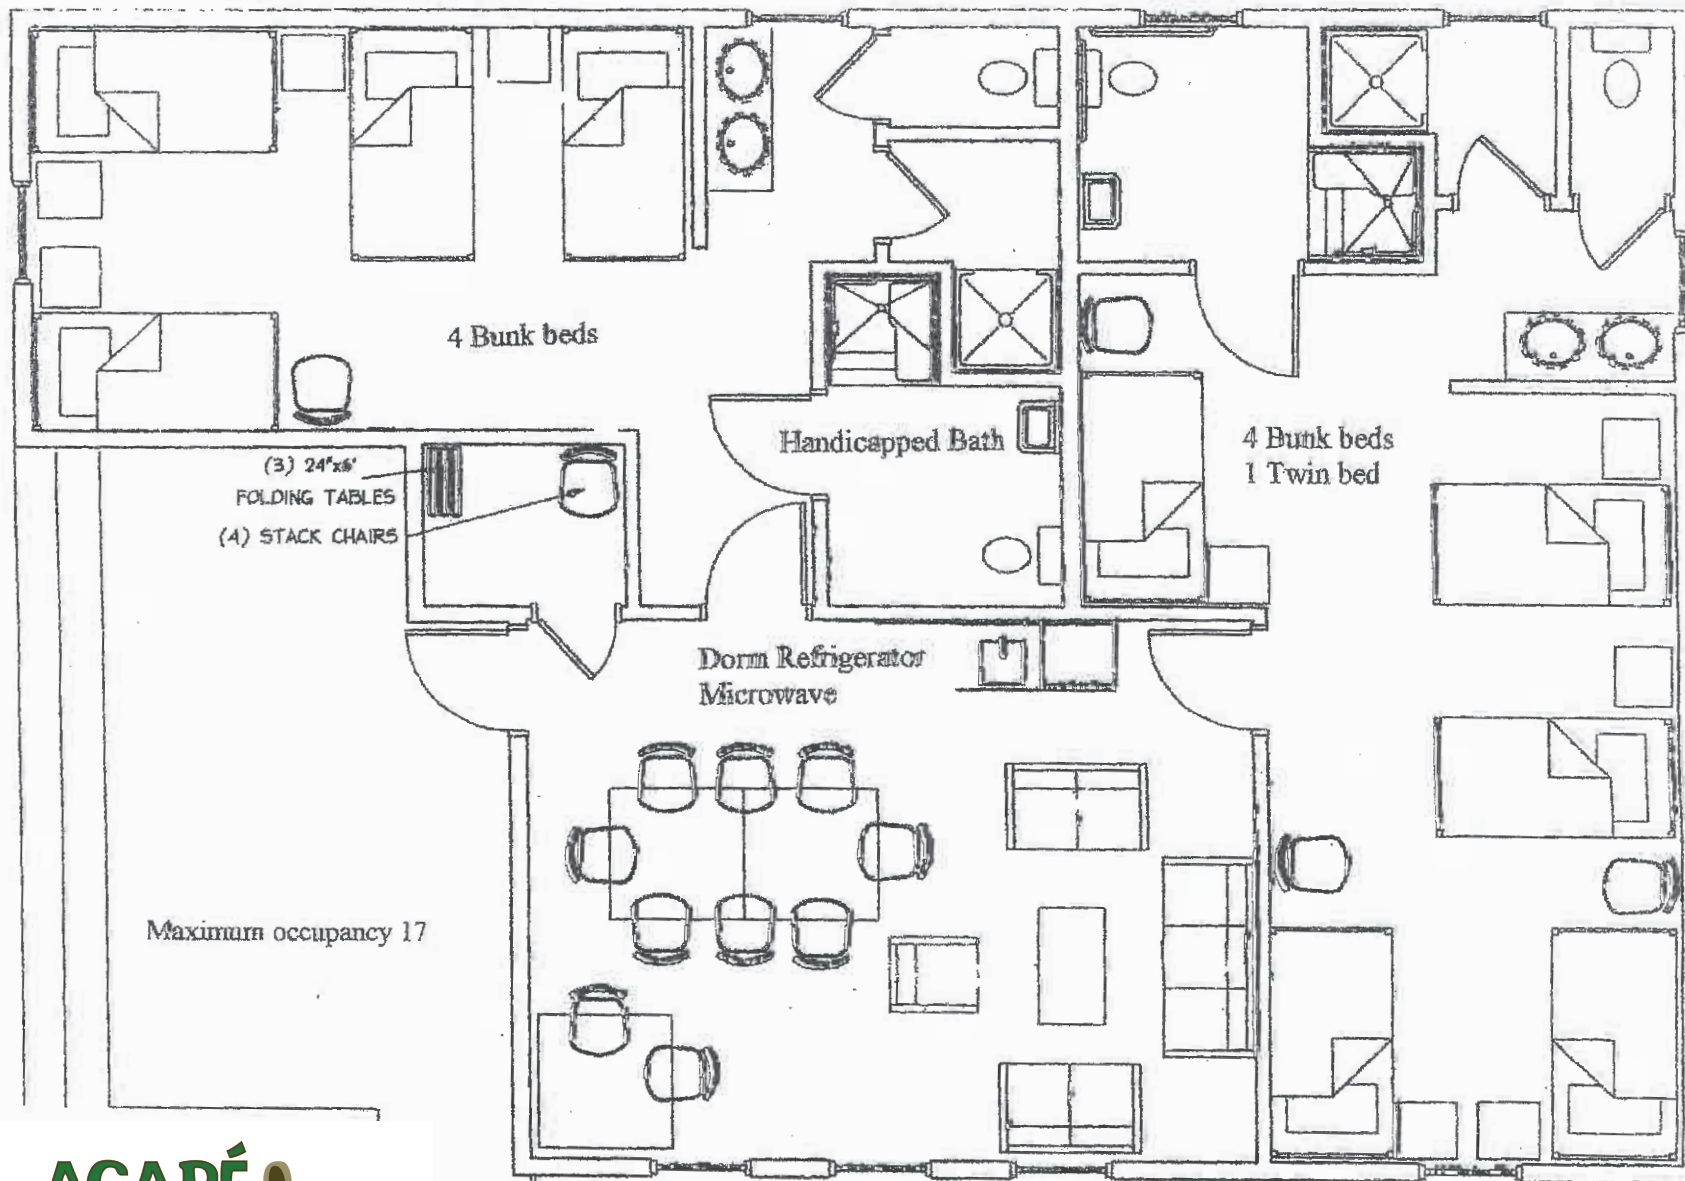 4 Bunk beds
Handicapped Bath
4 Bunk beds
1 Twin bed
(3) 24"x6'
FOLDING TABLES
(4) STACK CHAIRS
Dorm Refrigerator
Microwave
Maximum occupancy 17
AGAPÉ